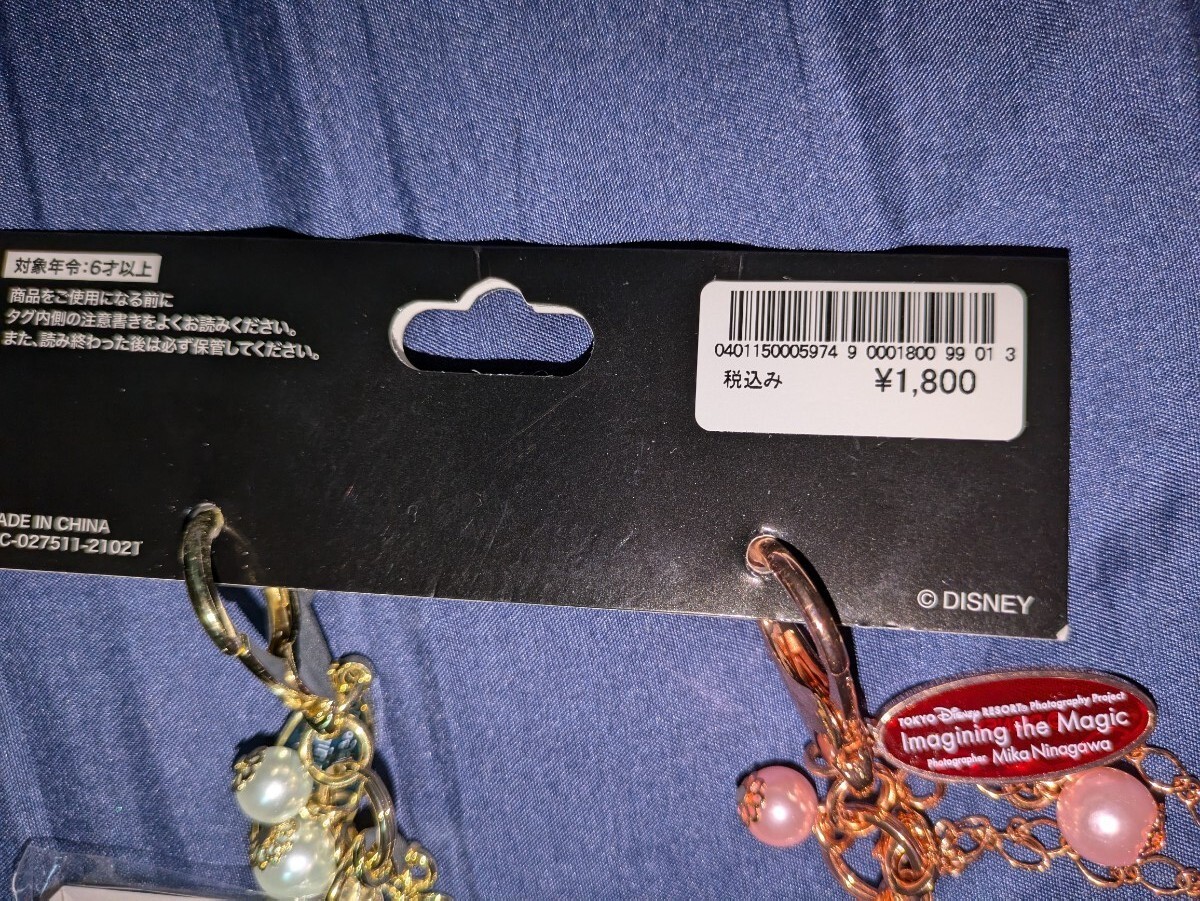 対象年令:6才以上
商品をご使用になる前に
タグ内側の注意書きをよくお読みください。
また、読み終わった後は必ず保管してください。
0401150005974 9 0001800 99 01 3
税込み ¥1,800
ADE IN CHINA
C-027511-2102T
© DISNEY
TOKYO Disney RESORT® Photography Project
Imagining the Magic
Photographer Mika Ninagawa